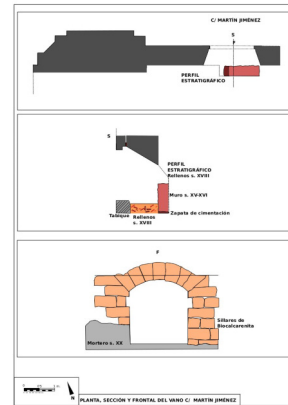 C/ MARTÍN JIMÉNEZ
S
PERFIL
ESTRATIGRÁFICO
S
PERFIL
ESTRATIGRÁFICO
Rellenos s. XVIII
Muro s. XV-XVI
Zapata de cimentación
Tabique
Rellenos
s. XVIII
F
Sillares de
Biocalcarenita
Mortero s. XX
N
PLANTA, SECCIÓN Y FRONTAL DEL VANO C/ MARTÍN JIMÉNEZ